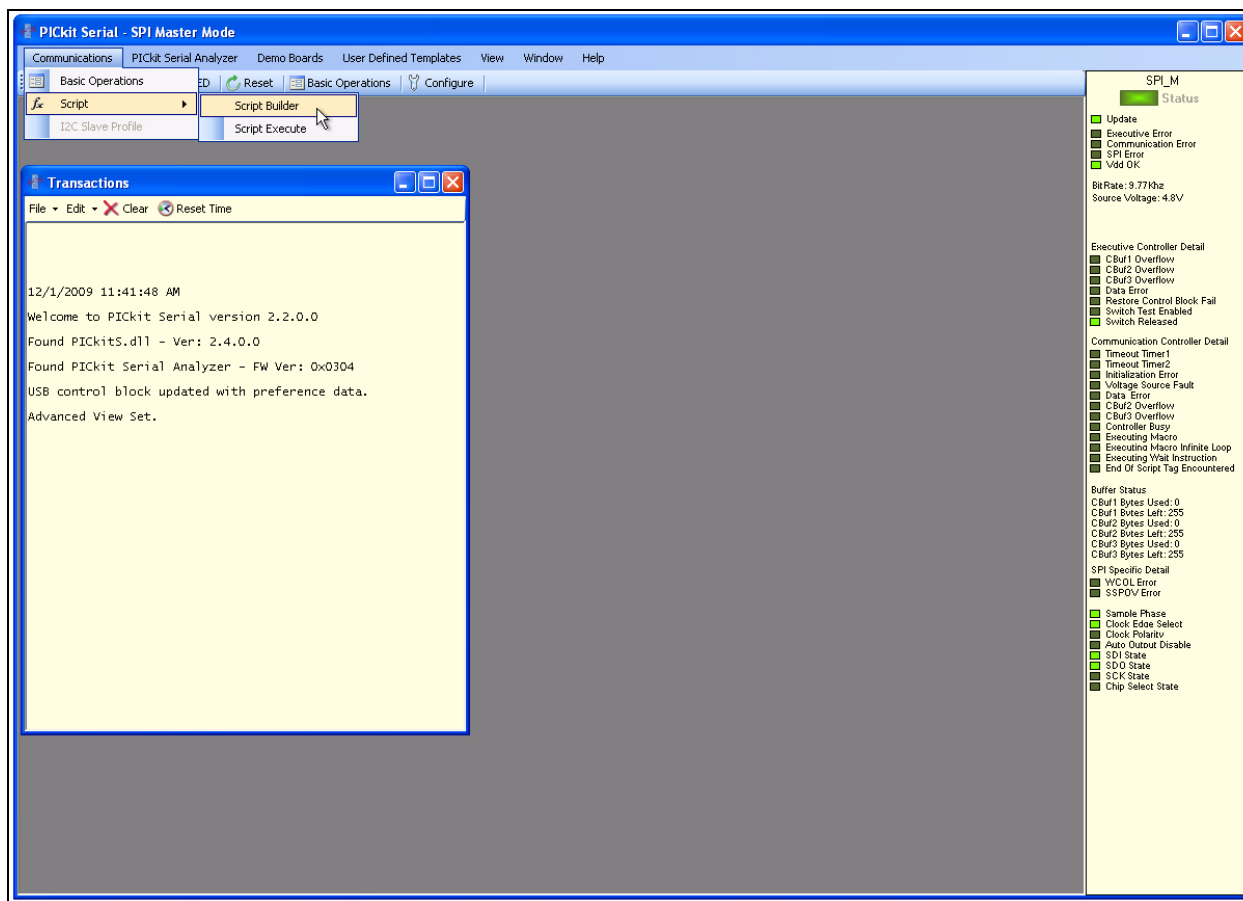 PICkit Serial - SPI Master Mode
Communications PICkit Serial Analyzer Demo Boards User Defined Templates View Window Help
Basic Operations ED Reset Basic Operations Configure
Script Script Builder
I2C Slave Profile Script Execute
Transactions
File Edit Clear Reset Time
12/1/2009 11:41:48 AM
Welcome to PICkit Serial version 2.2.0.0
Found PICkitS.dll - Ver: 2.4.0.0
Found PICkit Serial Analyzer - FW Ver: 0x0304
USB control block updated with preference data.
Advanced View Set.
SPI_M
Status
Update
Executive Error
Communication Error
SPI Error
Vdd OK
BitRate: 9.77Khz
Source Voltage: 4.8V
Executive Controller Detail
CBuf1 Overflow
CBuf2 Overflow
CBuf3 Overflow
Data Error
Restore Control Block Fail
Switch Test Enabled
Switch Released
Communication Controller Detail
Timeout Timer1
Timeout Timer2
Initialization Error
Voltage Source Fault
Data Error
CBuf2 Overflow
CBuf3 Overflow
Controller Busy
Executing Macro
Executing Macro Infinite Loop
Executing Wait Instruction
End Of Script Tag Encountered
Buffer Status
CBuf1 Bytes Used: 0
CBuf1 Bytes Left: 255
CBuf2 Bytes Used: 0
CBuf2 Bytes Left: 255
CBuf3 Bytes Used: 0
CBuf3 Bytes Left: 255
SPI Specific Detail
WCOL Error
SSPOV Error
Sample Phase
Clock Edge Select
Clock Polarity
Auto Output Disable
SDI State
SDO State
SCK State
Chip Select State